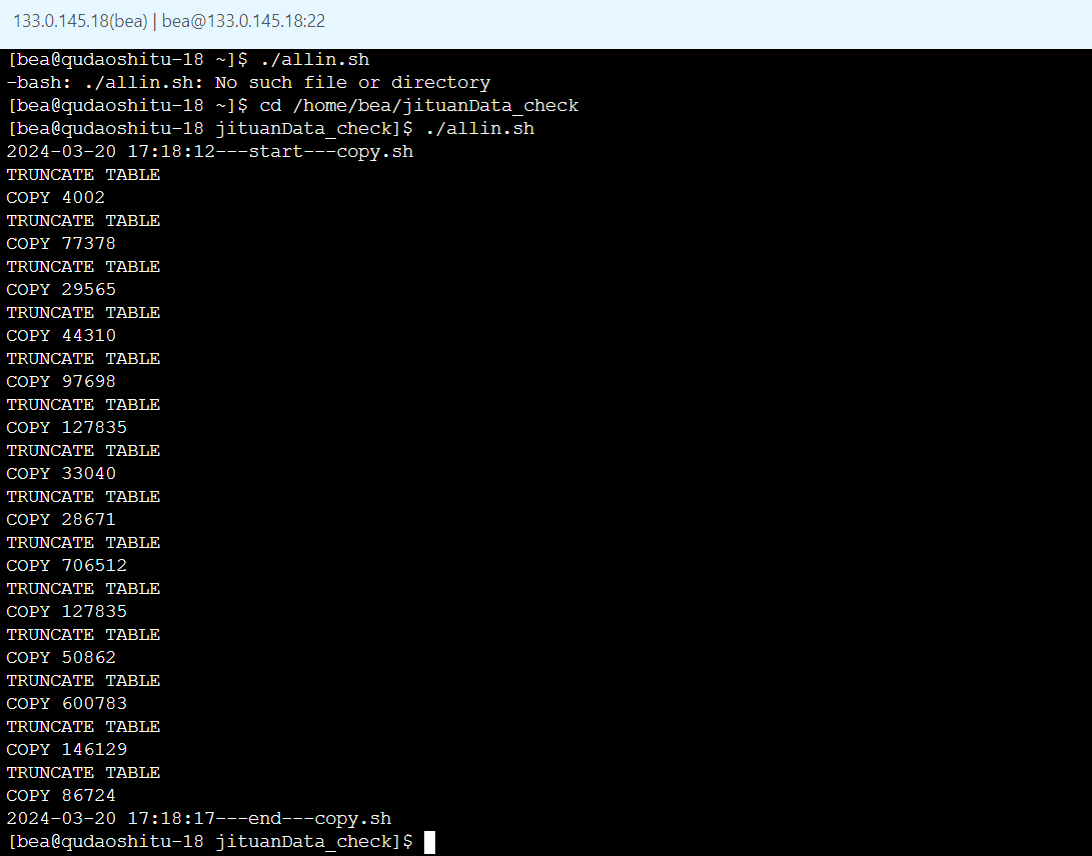 133.0.145.18(bea) | bea@133.0.145.18:22
[bea@qudaoshitu-18 ~]$ ./allin.sh
-bash: ./allin.sh: No such file or directory
[bea@qudaoshitu-18 ~]$ cd /home/bea/jituanData_check
[bea@qudaoshitu-18 jituanData_check]$ ./allin.sh
2024-03-20 17:18:12---start---copy.sh
TRUNCATE TABLE
COPY 4002
TRUNCATE TABLE
COPY 77378
TRUNCATE TABLE
COPY 29565
TRUNCATE TABLE
COPY 44310
TRUNCATE TABLE
COPY 97698
TRUNCATE TABLE
COPY 127835
TRUNCATE TABLE
COPY 33040
TRUNCATE TABLE
COPY 28671
TRUNCATE TABLE
COPY 706512
TRUNCATE TABLE
COPY 127835
TRUNCATE TABLE
COPY 50862
TRUNCATE TABLE
COPY 600783
TRUNCATE TABLE
COPY 146129
TRUNCATE TABLE
COPY 86724
2024-03-20 17:18:17---end---copy.sh
[bea@qudaoshitu-18 jituanData_check]$